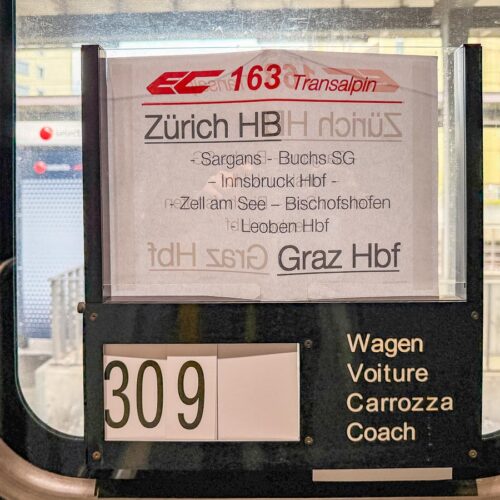 EC 163 Transalpin
Zürich HB
- Sargans - Buchs SG
- Innsbruck Hbf -
- Zell am See – Bischofshofen
- Leoben Hbf
Graz Hbf
309
Wagen
Voiture
Carrozza
Coach